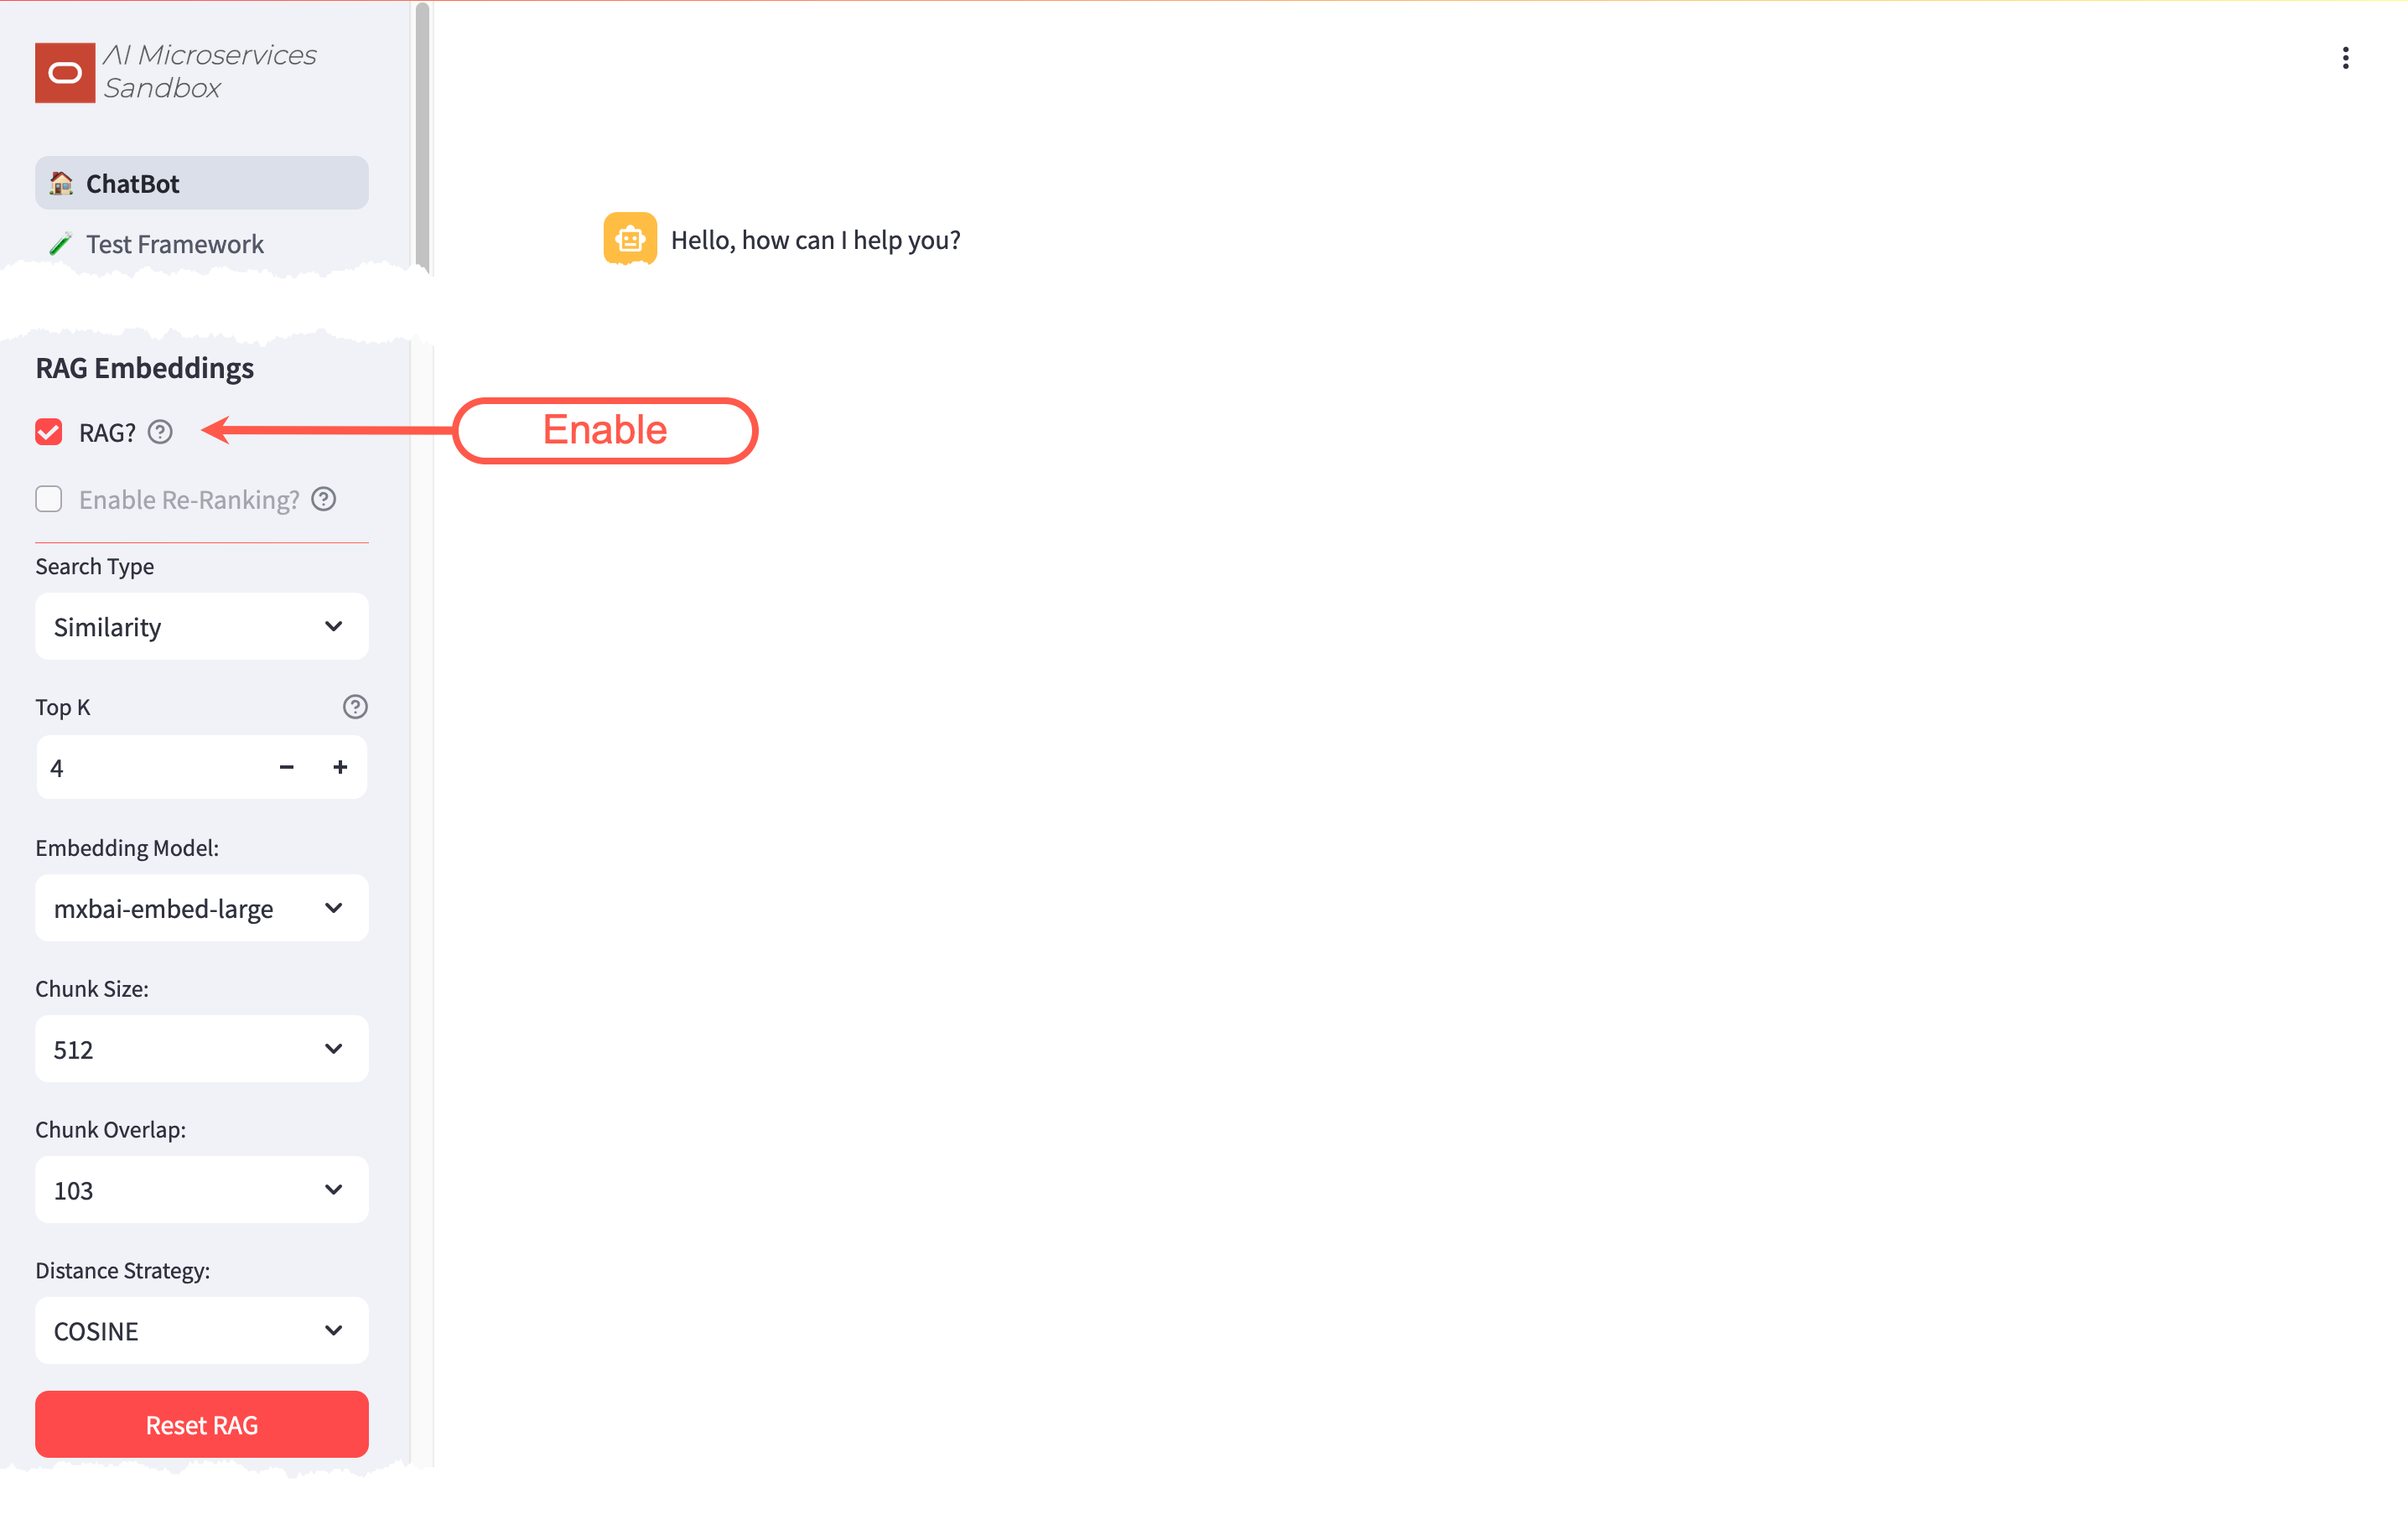 AI Microservices
Sandbox
ChatBot
Test Framework
Hello, how can I help you?
RAG Embeddings
RAG?
Enable
Enable Re-Ranking?
Search Type
Similarity
Top K
4
Embedding Model:
mxbai-embed-large
Chunk Size:
512
Chunk Overlap:
103
Distance Strategy:
COSINE
Reset RAG